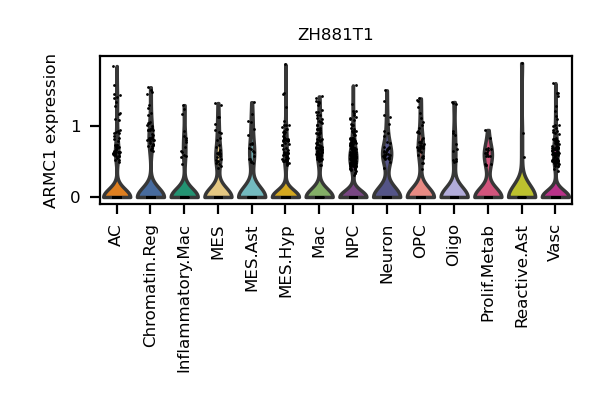 ZH881T1
ARMC1 expression
1
0
AC
Chromatin.Reg
Inflammatory.Mac
MES
MES.Ast
MES.Hyp
Mac
NPC
Neuron
OPC
Oligo
Prolif.Metab
Reactive.Ast
Vasc